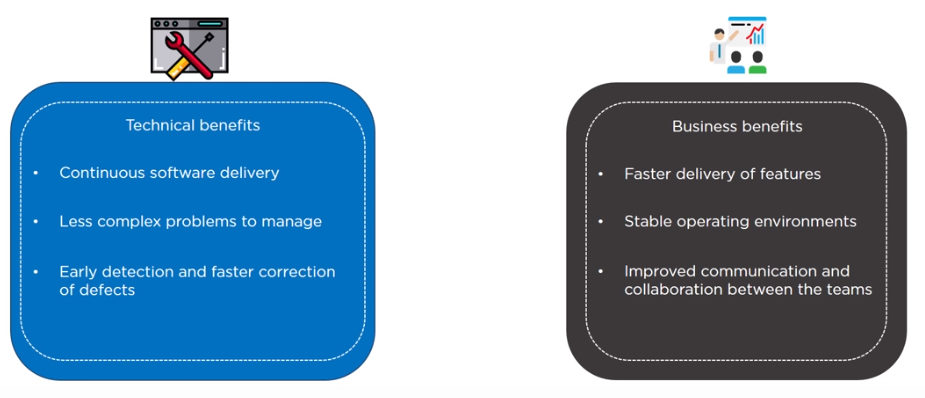 Technical benefits
• Continuous software delivery
• Less complex problems to manage
• Early detection and faster correction
of defects
Business benefits
• Faster delivery of features
• Stable operating environments
• Improved communication and
collaboration between the teams